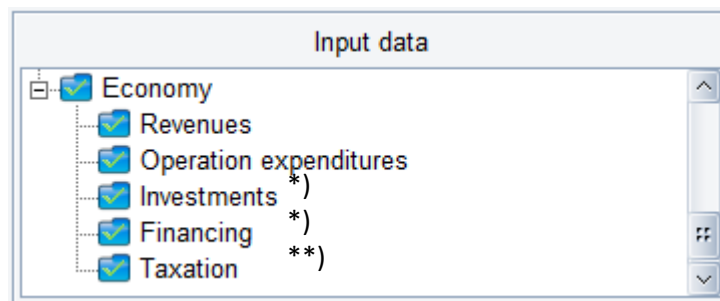 Input data
Economy
Revenues
Operation expenditures
Investments *)
Financing *)
Taxation **)